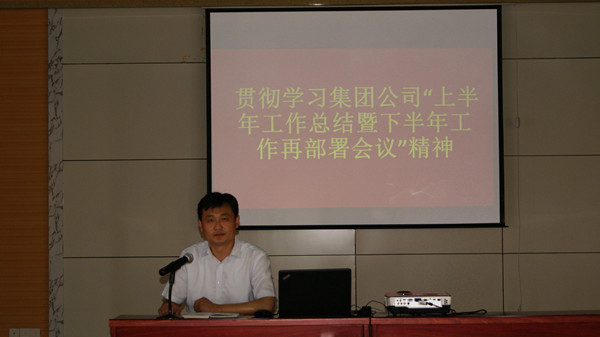 贯彻学习集团公司“上半
年工作总结暨下半年工
作再部署会议”精神